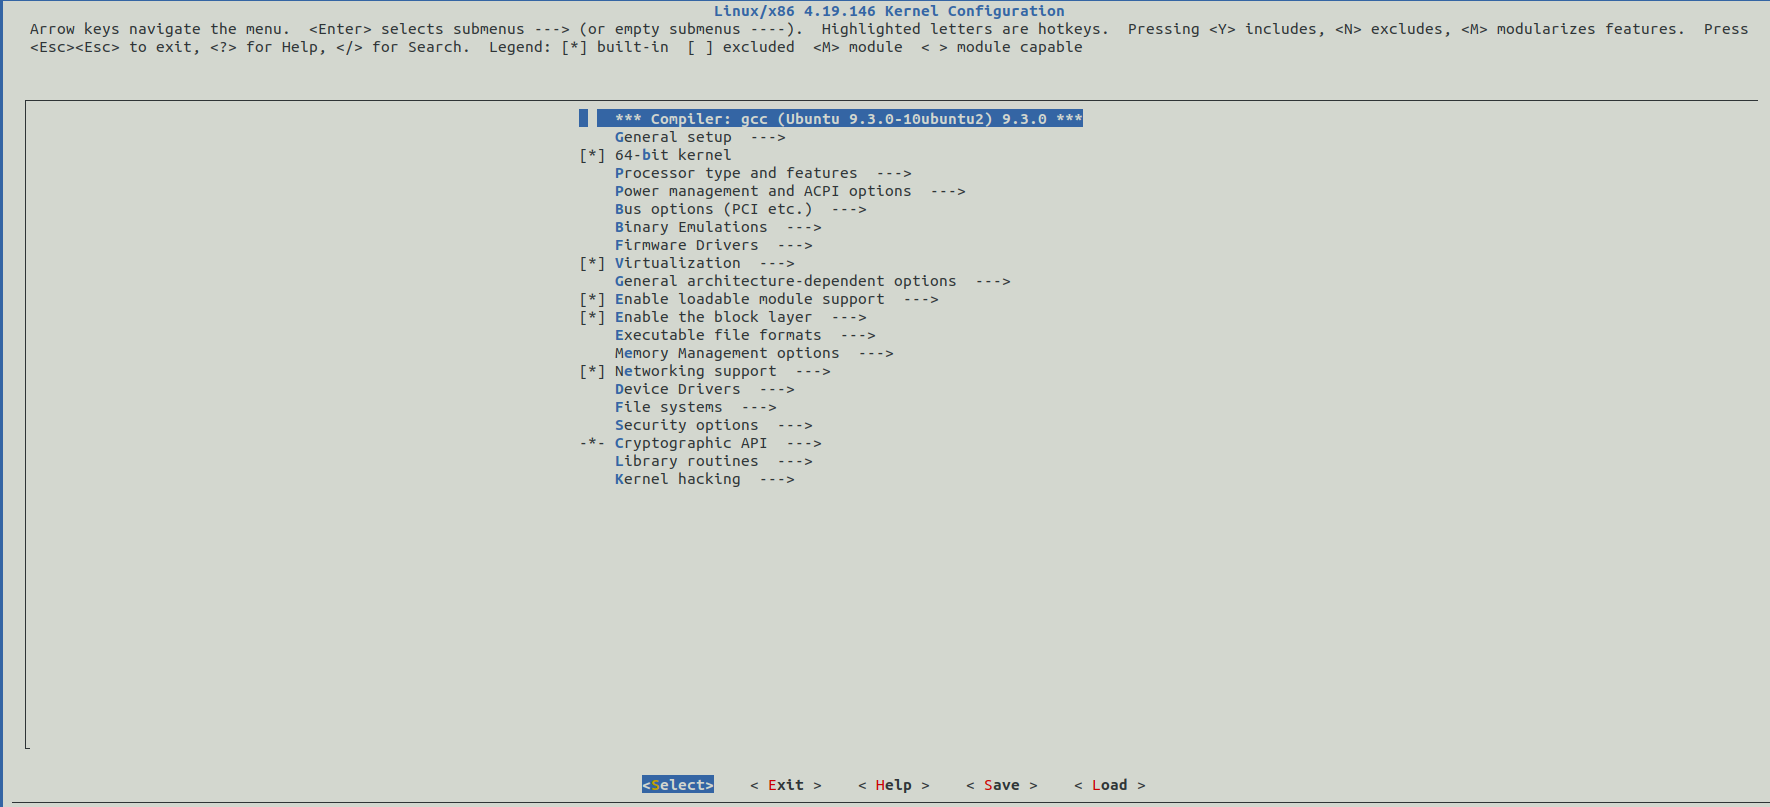 Linux/x86 4.19.146 Kernel Configuration
Arrow keys navigate the menu.  <Enter> selects submenus ---> (or empty submenus ----).  Highlighted letters are hotkeys.  Pressing <Y> includes, <N> excludes, <M> modularizes features.  Press
<Esc><Esc> to exit, <?> for Help, </> for Search.  Legend: [*] built-in  [ ] excluded  <M> module  < > module capable
*** Compiler: gcc (Ubuntu 9.3.0-10ubuntu2) 9.3.0 ***
General setup  --->
[*] 64-bit kernel
Processor type and features  --->
Power management and ACPI options  --->
Bus options (PCI etc.)  --->
Binary Emulations  --->
Firmware Drivers  --->
[*] Virtualization  --->
General architecture-dependent options  --->
[*] Enable loadable module support  --->
[*] Enable the block layer  --->
Executable file formats  --->
Memory Management options  --->
[*] Networking support  --->
Device Drivers  --->
File systems  --->
Security options  --->
-*- Cryptographic API  --->
Library routines  --->
Kernel hacking  --->
<Select>    < Exit >    < Help >    < Save >    < Load >